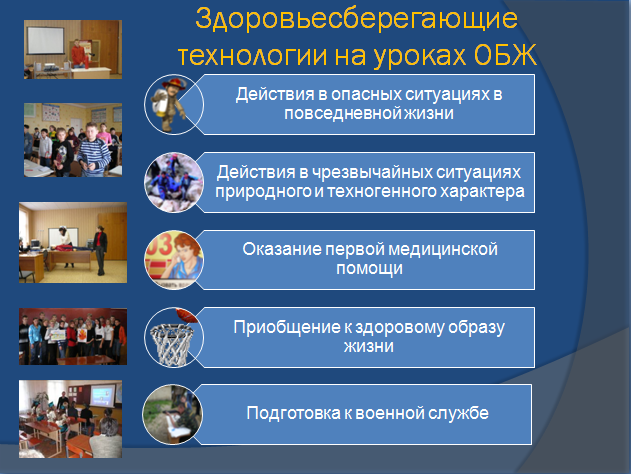 Здоровьесберегающие
технологии на уроках ОБЖ
Действия в опасных ситуациях в
повседневной жизни
Действия в чрезвычайных ситуациях
природного и техногенного характера
03
Оказание первой медицинской
помощи
Приобщение к здоровому образу
жизни
Подготовка к военной службе